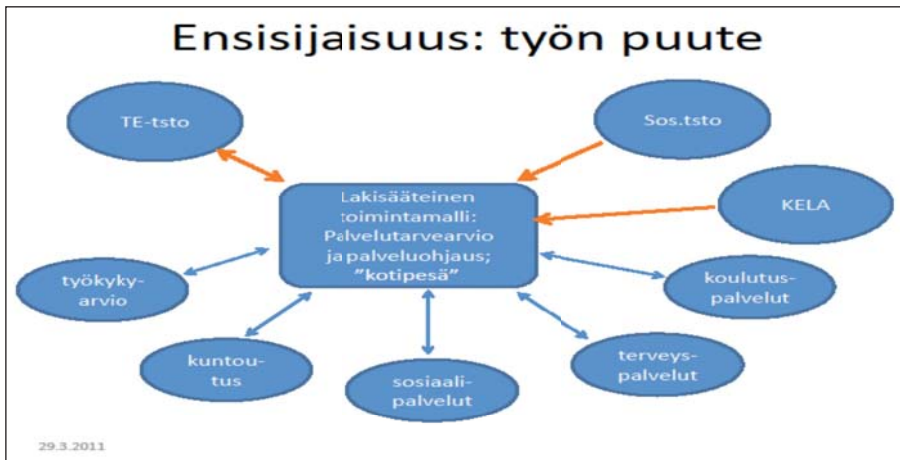 Ensisijaisuus: työn puute
TE-tsto
Sos.tsto
Lakisääteinen
toimintamalli:
Palvelutarvearvio
ja palveluohjaus;
”kotipesä”
KELA
työkyky-
arvio
koulutus-
palvelut
kuntou-
tus
sosiaali-
palvelut
terveys-
palvelut
29.3.2011